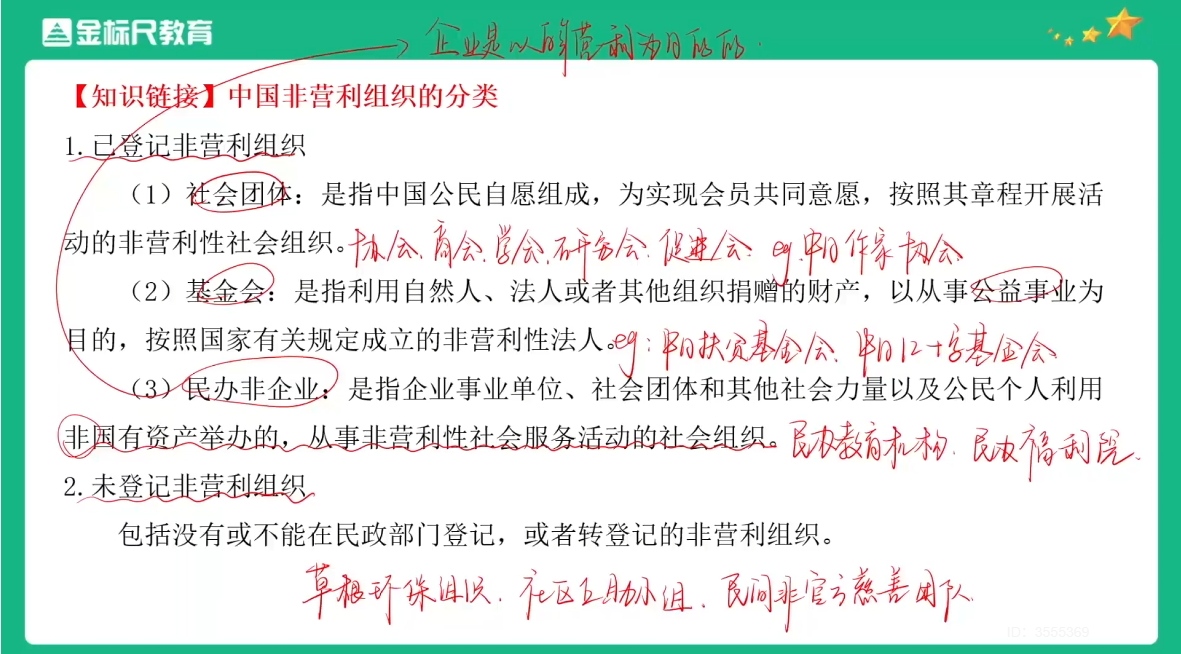 金标尺教育
企业是以营利为目的的.
【知识链接】中国非营利组织的分类
1.已登记非营利组织
（1）社会团体：是指中国公民自愿组成，为实现会员共同意愿，按照其章程开展活
动的非营利性社会组织。协会、商会、学会、研究会、促进会. eg.中国作家协会
（2）基金会：是指利用自然人、法人或者其他组织捐赠的财产，以从事公益事业为
目的，按照国家有关规定成立的非营利性法人。eg:中国扶贫基金会、中国红十字基金会
（3）民办非企业：是指企业事业单位、社会团体和其他社会力量以及公民个人利用
非国有资产举办的，从事非营利性社会服务活动的社会组织。民办教育机构、民办福利院.
2.未登记非营利组织
包括没有或不能在民政部门登记，或者转登记的非营利组织。
草根环保组织、社区互助小组、民间非官方慈善团队
ID：3555369